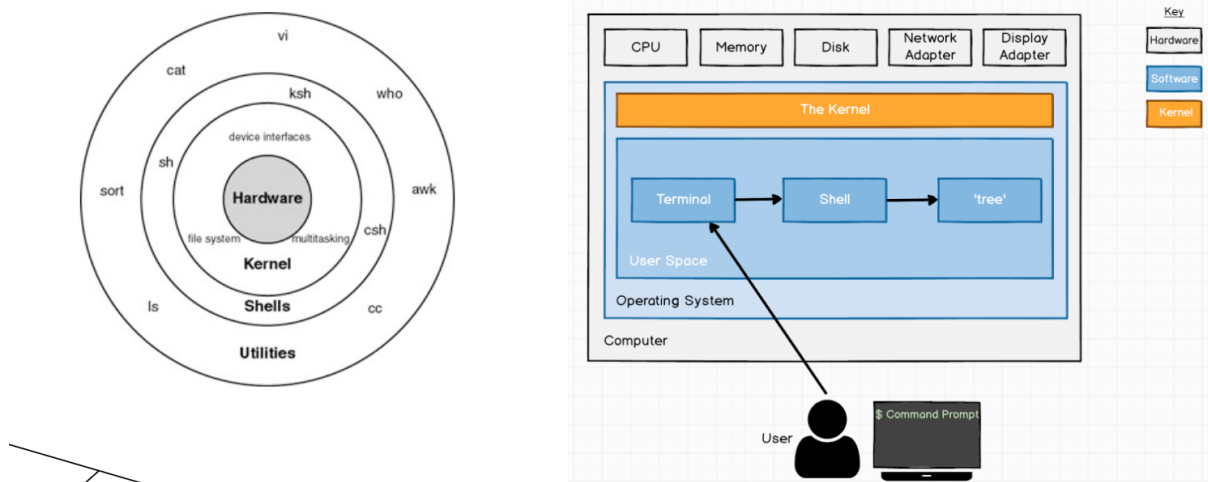 vi
cat
who
ksh
device interfaces
sh
sort
Hardware
awk
csh
file system
multitasking
Kernel
ls
Shells
cc
Utilities
CPU
Memory
Disk
Network
Adapter
Display
Adapter
The Kernel
Terminal
Shell
'tree'
User Space
Operating System
Computer
User
$ Command Prompt
Key
Hardware
Software
Kernel